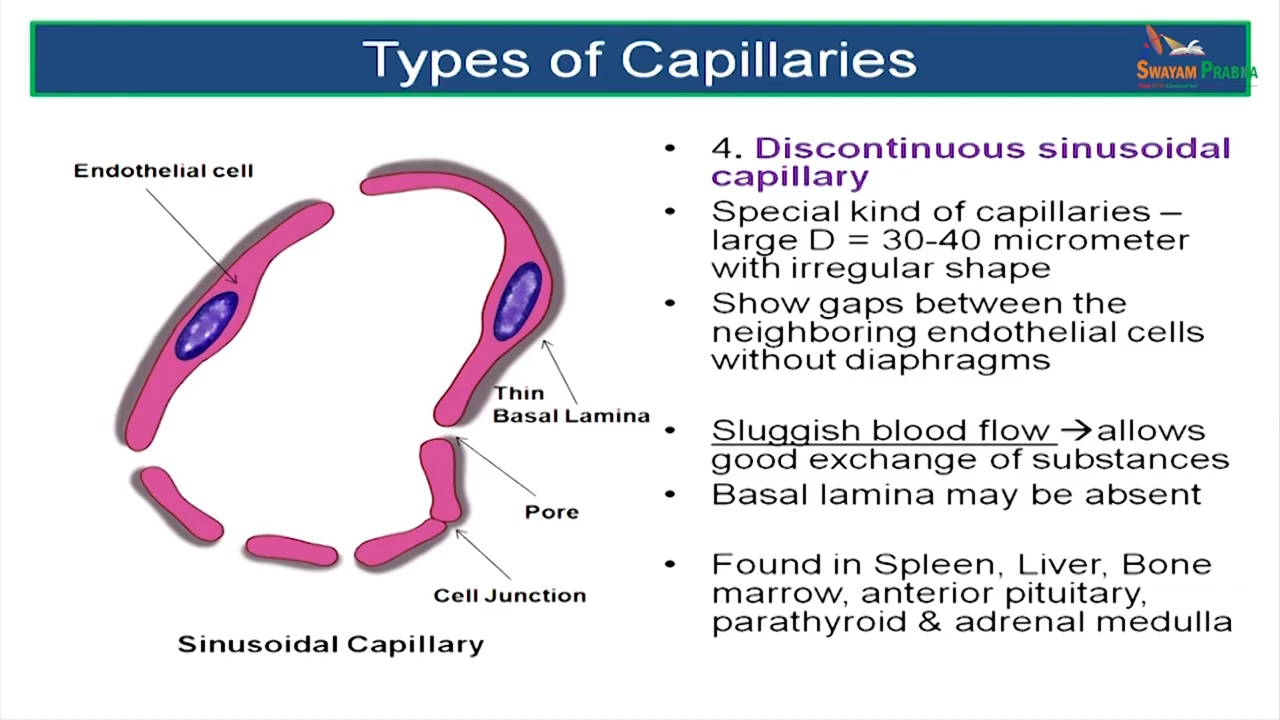 Types of Capillaries
SWAYAM PRABHA
Endothelial cell
Thin
Basal Lamina
Pore
Cell Junction
Sinusoidal Capillary
• 4. Discontinuous sinusoidal
capillary
• Special kind of capillaries –
large D = 30-40 micrometer
with irregular shape
• Show gaps between the
neighboring endothelial cells
without diaphragms
• Sluggish blood flow → allows
good exchange of substances
• Basal lamina may be absent
• Found in Spleen, Liver, Bone
marrow, anterior pituitary,
parathyroid & adrenal medulla